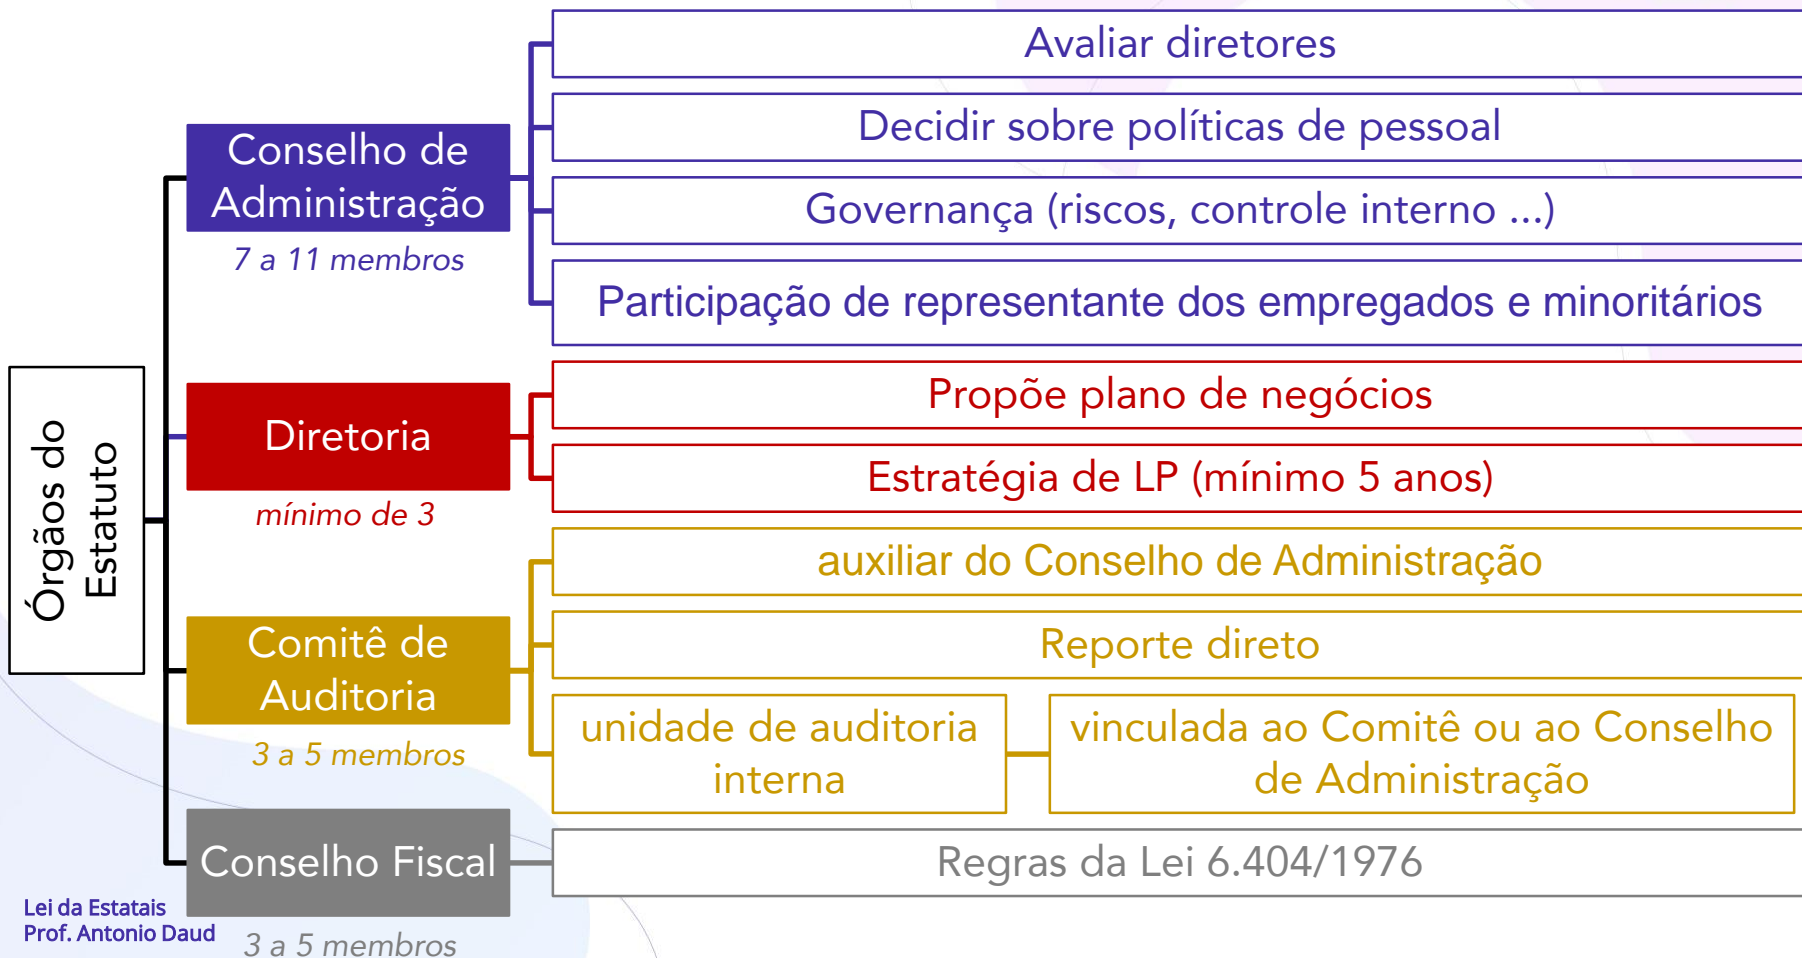 Órgãos do
Estatuto
Conselho de
Administração
7 a 11 membros
Avaliar diretores
Decidir sobre políticas de pessoal
Governança (riscos, controle interno ...)
Participação de representante dos empregados e minoritários
Diretoria
mínimo de 3
Propõe plano de negócios
Estratégia de LP (mínimo 5 anos)
Comitê de
Auditoria
3 a 5 membros
auxiliar do Conselho de Administração
Reporte direto
unidade de auditoria
interna
vinculada ao Comitê ou ao Conselho
de Administração
Conselho Fiscal
3 a 5 membros
Regras da Lei 6.404/1976
Lei da Estatais
Prof. Antonio Daud